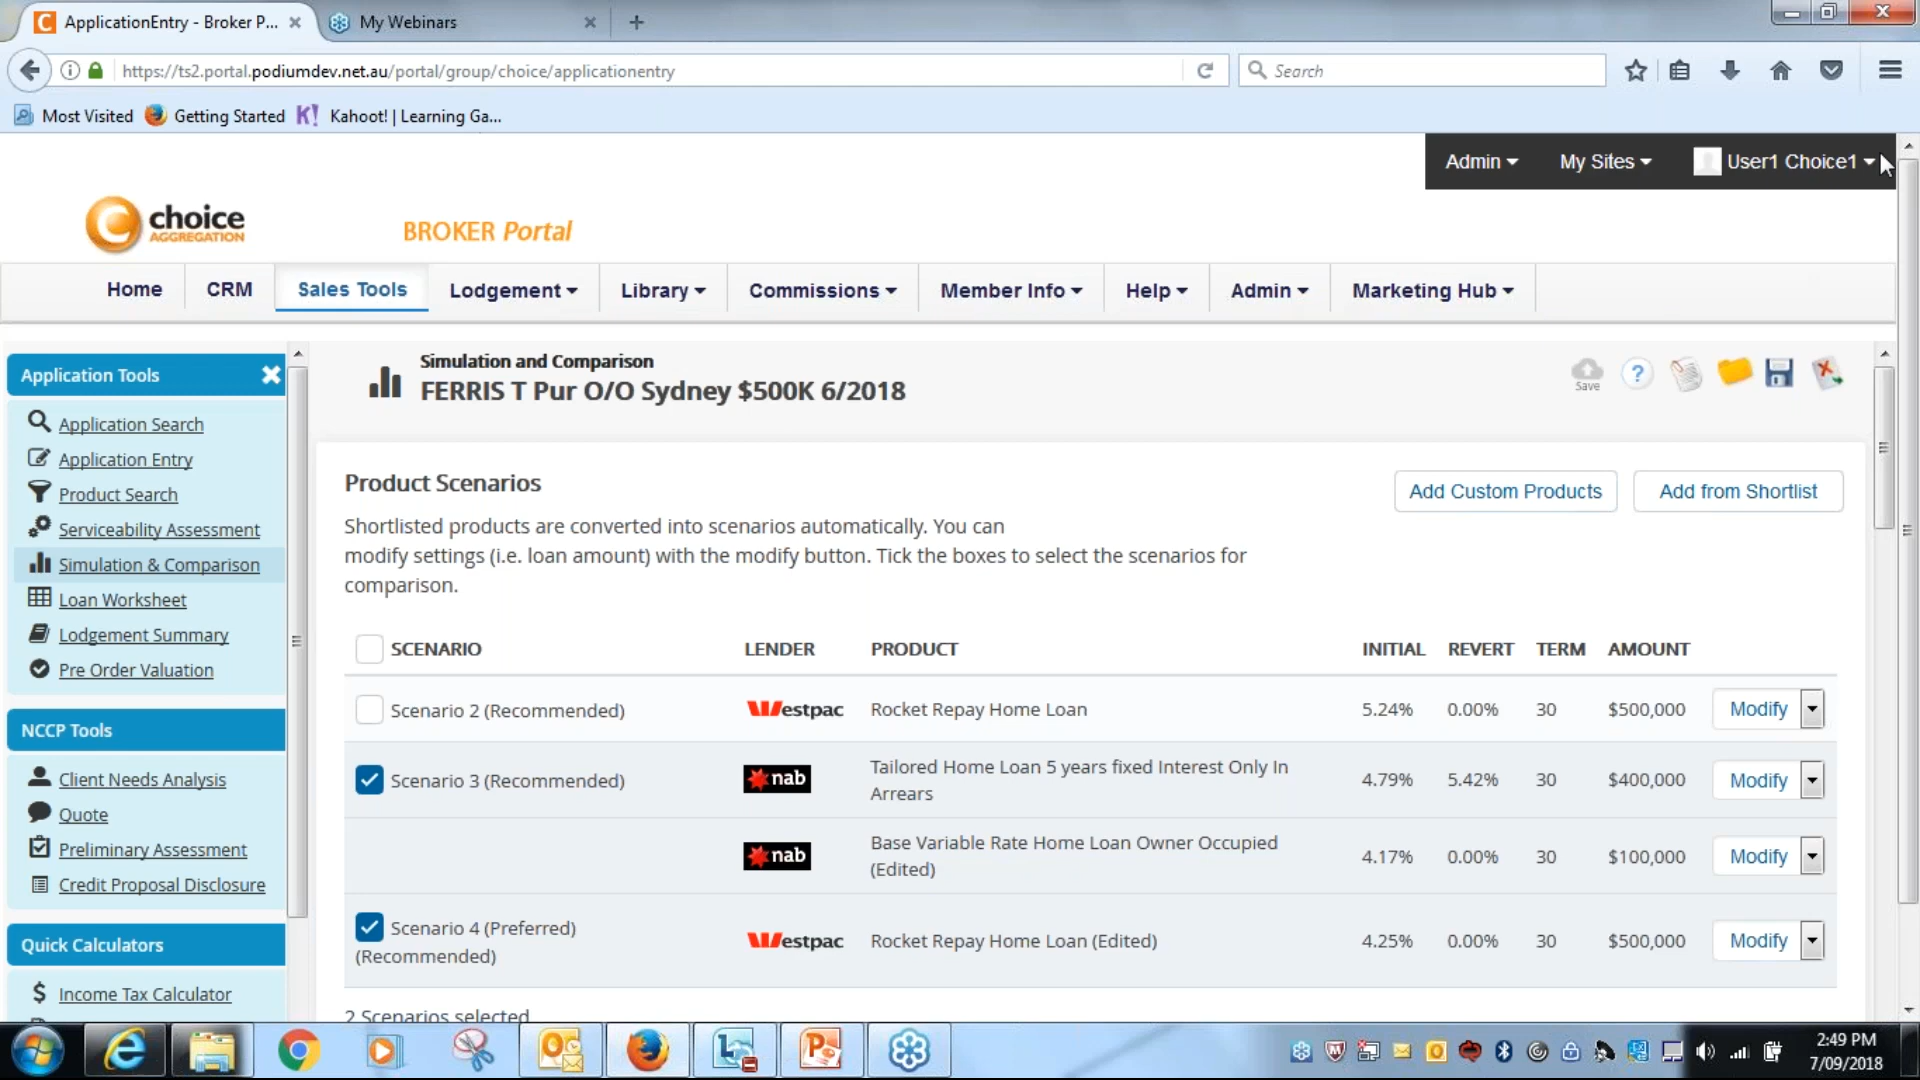 ApplicationEntry - Broker P...
My Webinars
https://ts2.portal.podiumdev.net.au/portal/group/choice/applicationentry
Search
Most Visited
Getting Started
Kahoot! | Learning Ga...
Admin
My Sites
User1 Choice1
choice
AGGREGATION
BROKER Portal
Home
CRM
Sales Tools
Lodgement
Library
Commissions
Member Info
Help
Admin
Marketing Hub
Application Tools
Application Search
Application Entry
Product Search
Serviceability Assessment
Simulation & Comparison
Loan Worksheet
Lodgement Summary
Pre Order Valuation
NCCP Tools
Client Needs Analysis
Quote
Preliminary Assessment
Credit Proposal Disclosure
Quick Calculators
Income Tax Calculator
Simulation and Comparison
FERRIS T Pur O/O Sydney $500K 6/2018
Save
Product Scenarios
Add Custom Products
Add from Shortlist
Shortlisted products are converted into scenarios automatically. You can
modify settings (i.e. loan amount) with the modify button. Tick the boxes to select the scenarios for
comparison.
SCENARIO LENDER PRODUCT INITIAL REVERT TERM AMOUNT
Scenario 2 (Recommended) Westpac Rocket Repay Home Loan 5.24% 0.00% 30 $500,000 Modify
Scenario 3 (Recommended) nab Tailored Home Loan 5 years fixed Interest Only In
Arrears 4.79% 5.42% 30 $400,000 Modify
nab Base Variable Rate Home Loan Owner Occupied
(Edited) 4.17% 0.00% 30 $100,000 Modify
Scenario 4 (Preferred)
(Recommended) Westpac Rocket Repay Home Loan (Edited) 4.25% 0.00% 30 $500,000 Modify
2 Scenarios selected
2:49 PM
7/09/2018